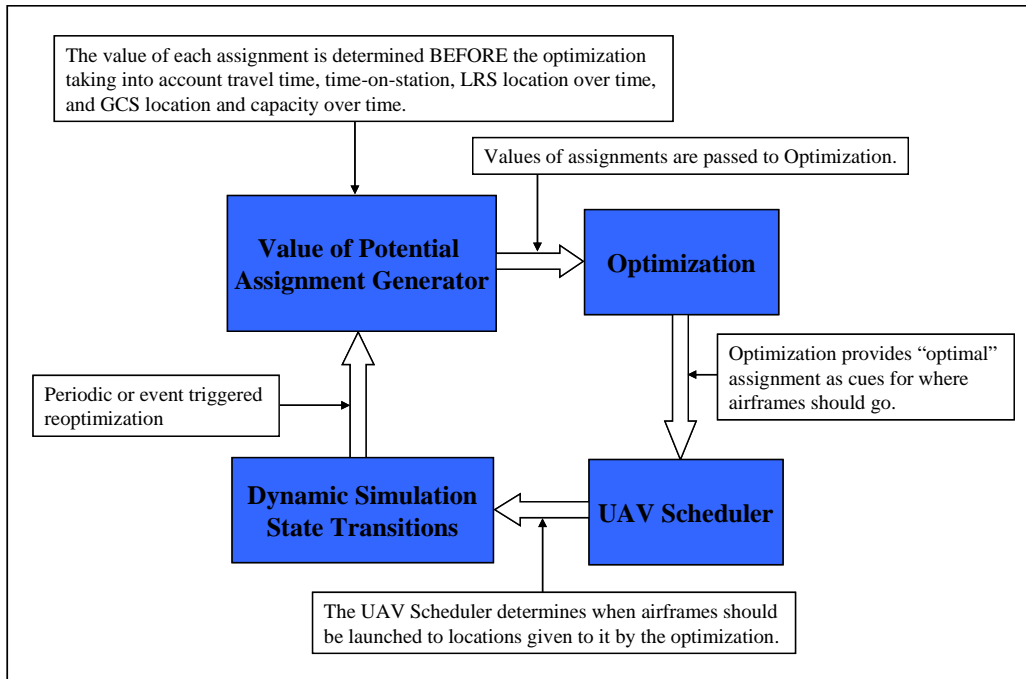 The value of each assignment is determined BEFORE the optimization
taking into account travel time, time-on-station, LRS location over time,
and GCS location and capacity over time.
Values of assignments are passed to Optimization.
Value of Potential
Assignment Generator
Optimization
Optimization provides “optimal”
assignment as cues for where
airframes should go.
Periodic or event triggered
reoptimization
Dynamic Simulation
State Transitions
UAV Scheduler
The UAV Scheduler determines when airframes should
be launched to locations given to it by the optimization.